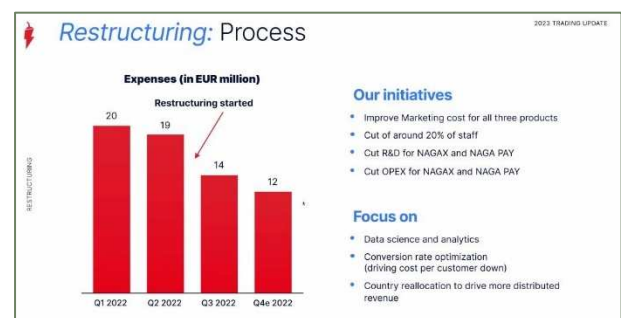 Restructuring: Process
2023 TRADING UPDATE
RESTRUCTURING
Expenses (in EUR million)
Restructuring started
20
19
14
12
Q1 2022
Q2 2022
Q3 2022
Q4e 2022
Our initiatives
• Improve Marketing cost for all three products
• Cut of around 20% of staff
• Cut R&D for NAGAX and NAGA PAY
• Cut OPEX for NAGAX and NAGA PAY
Focus on
• Data science and analytics
• Conversion rate optimization
(driving cost per customer down)
• Country reallocation to drive more distributed
revenue